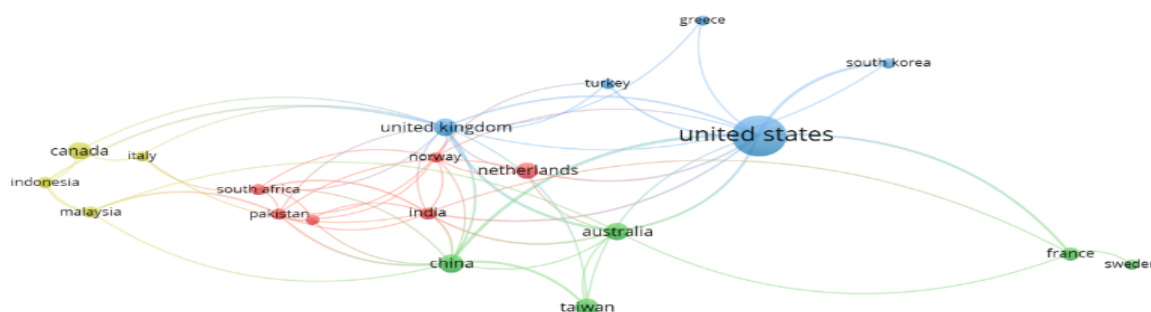 greece
south korea
turkey
united kingdom
united states
canada
italy
norway
netherlands
indonesia
south africa
malaysia
pakistan
india
australia
china
france
sweden
taiwan